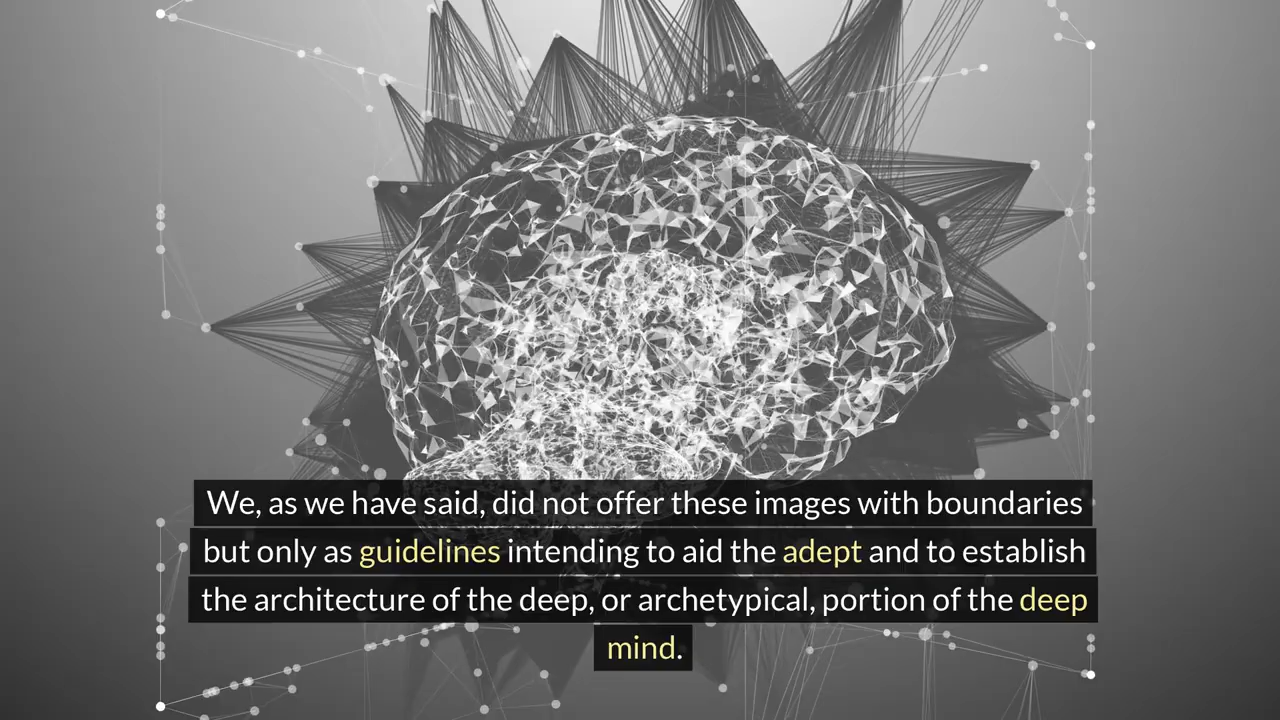 We, as we have said, did not offer these images with boundaries
but only as guidelines intending to aid the adept and to establish
the architecture of the deep, or archetypical, portion of the deep
mind.